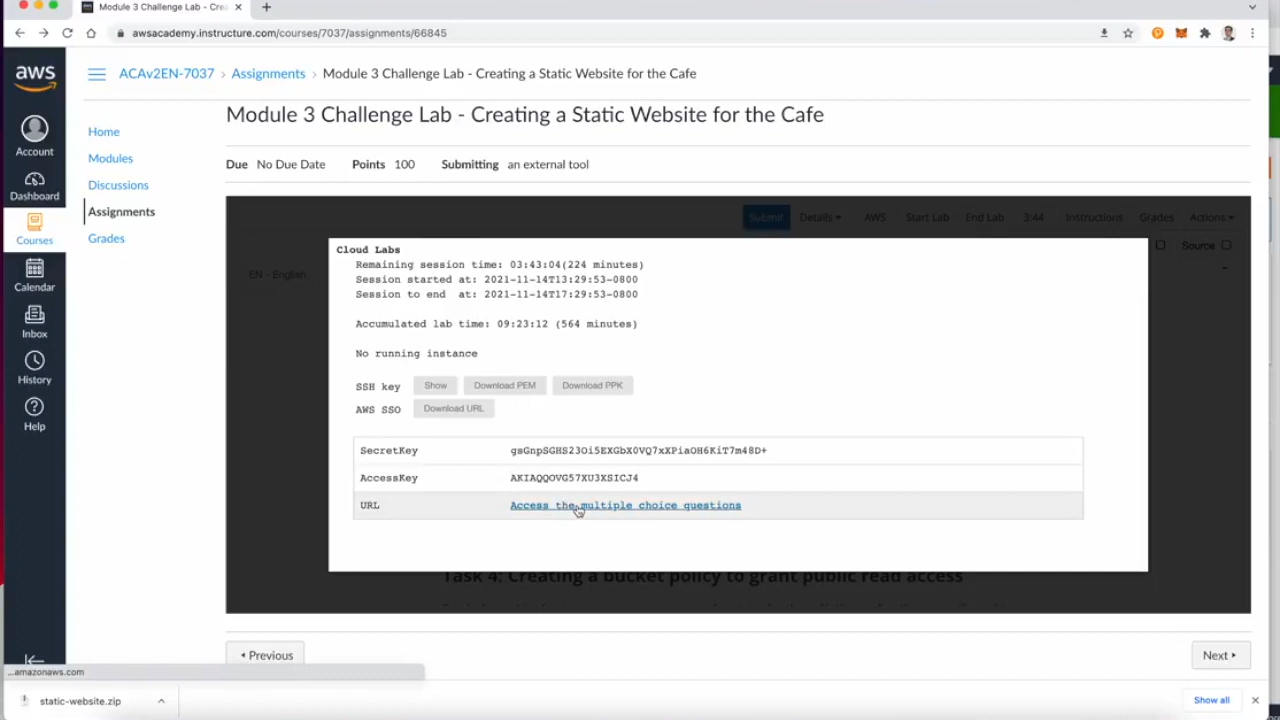 Module 3 Challenge Lab - Crea
awsacademy.instructure.com/courses/7037/assignments/66845
aws
ACAv2EN-7037 › Assignments › Module 3 Challenge Lab - Creating a Static Website for the Cafe
Account
Dashboard
Courses
Calendar
Inbox
History
Help
Home
Modules
Discussions
Assignments
Grades
Module 3 Challenge Lab - Creating a Static Website for the Cafe
Due No Due Date Points 100 Submitting an external tool
Submit Details AWS Start Lab End Lab 3:44 Instructions Grades Actions
Source
EN - English
Cloud Labs
Remaining session time: 03:43:04(224 minutes)
Session started at: 2021-11-14T13:29:53-0800
Session to end at: 2021-11-14T17:29:53-0800
Accumulated lab time: 09:23:12 (564 minutes)
No running instance
SSH key Show Download PEM Download PPK
AWS SSO Download URL
SecretKey gsGnpSGHS23Oi5EXGbX0VQ7xXPiaOH6KiT7m48D+
AccessKey AKIAQQOVG57XU3XSICJ4
URL Access the multiple choice questions
Task 4: Creating a bucket policy to grant public read access
Previous
Next
...amazonaws.com
static-website.zip
Show all